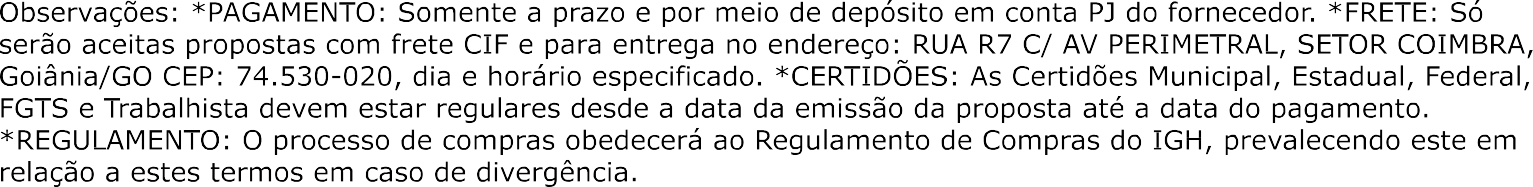 Observações: *PAGAMENTO: Somente a prazo e por meio de depósito em conta PJ do fornecedor. *FRETE: Só
serão aceitas propostas com frete CIF e para entrega no endereço: RUA R7 C/ AV PERIMETRAL, SETOR COIMBRA,
Goiânia/GO CEP: 74.530-020, dia e horário especificado. *CERTIDÕES: As Certidões Municipal, Estadual, Federal,
FGTS e Trabalhista devem estar regulares desde a data da emissão da proposta até a data do pagamento.
*REGULAMENTO: O processo de compras obedecerá ao Regulamento de Compras do IGH, prevalecendo este em
relação a estes termos em caso de divergência.